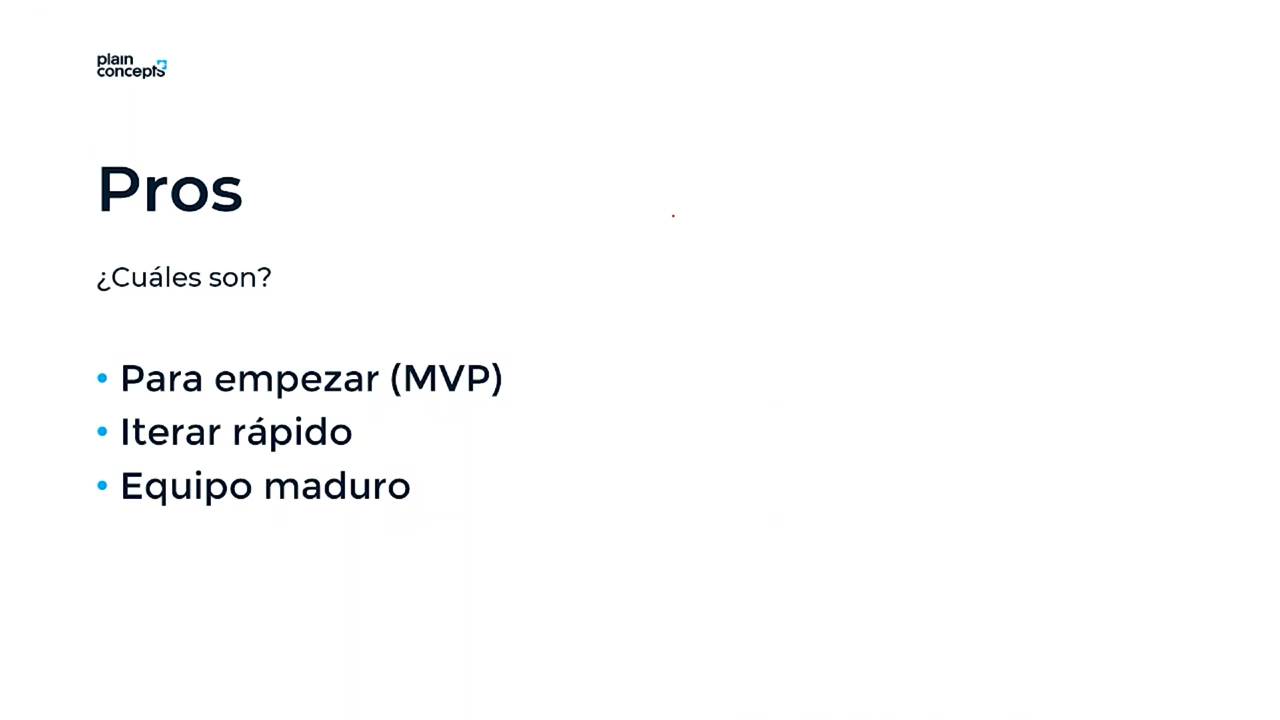 plain
concepts
Pros
¿Cuáles son?
• Para empezar (MVP)
• Iterar rápido
• Equipo maduro